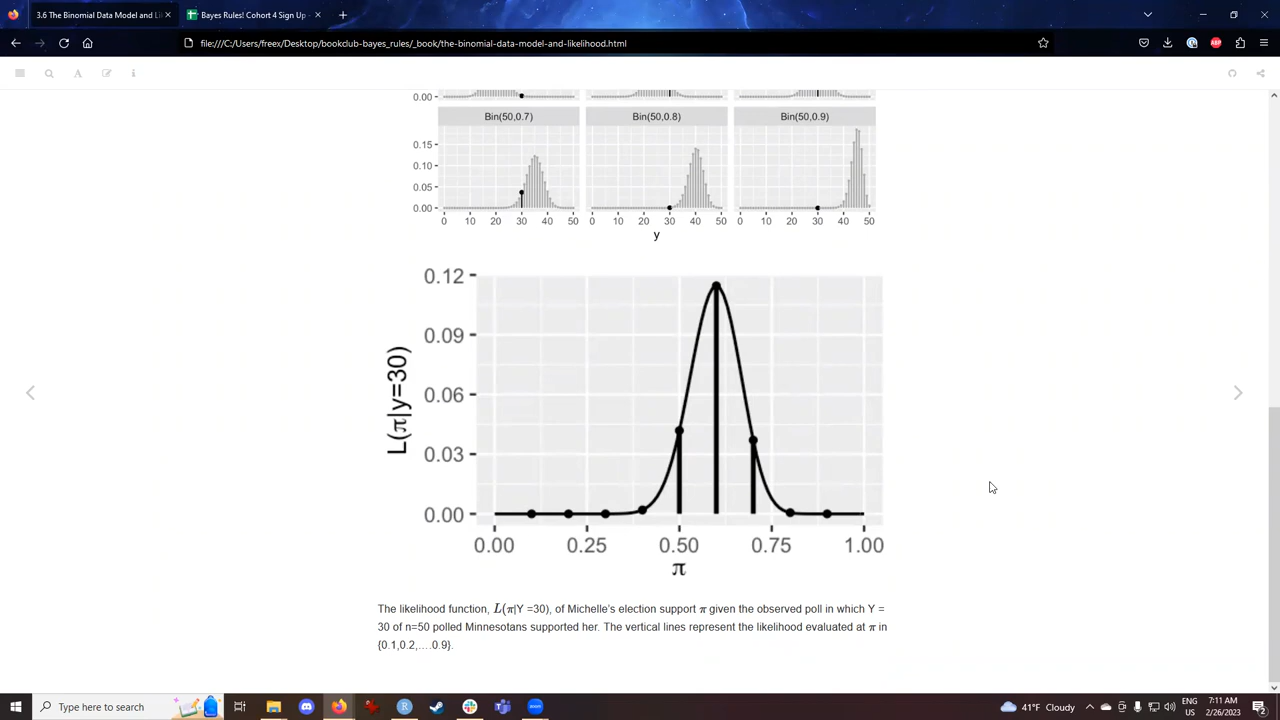 3.6 The Binomial Data Model and Li
Bayes Rules! Cohort 4 Sign Up -
file:///C:/Users/freex/Desktop/bookclub-bayes_rules/_book/the-binomial-data-model-and-likelihood.html
0.00
Bin(50,0.7) Bin(50,0.8) Bin(50,0.9)
0.15
0.10
0.05
0.00
0 10 20 30 40 50 0 10 20 30 40 50 0 10 20 30 40 50
y
0.12
0.09
0.06
0.03
0.00
L(π|y=30)
0.00 0.25 0.50 0.75 1.00
π
The likelihood function, L(π|Y =30), of Michelle's election support π given the observed poll in which Y =
30 of n=50 polled Minnesotans supported her. The vertical lines represent the likelihood evaluated at π in
{0.1,0.2,....0.9}.
Type here to search
41°F Cloudy
ENG
US
7:11 AM
2/26/2023
2